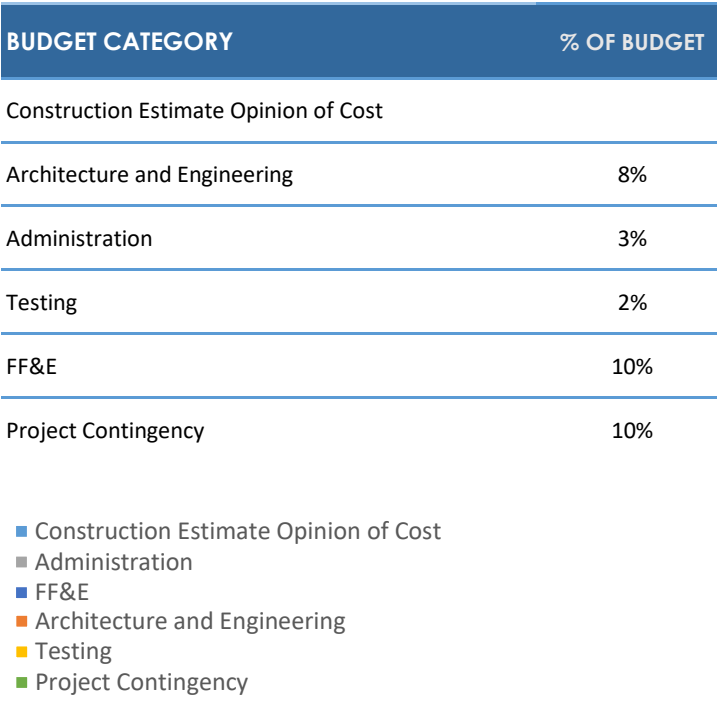 BUDGET CATEGORY % OF BUDGET
Construction Estimate Opinion of Cost
Architecture and Engineering 8%
Administration 3%
Testing 2%
FF&E 10%
Project Contingency 10%
Construction Estimate Opinion of Cost
Administration
FF&E
Architecture and Engineering
Testing
Project Contingency